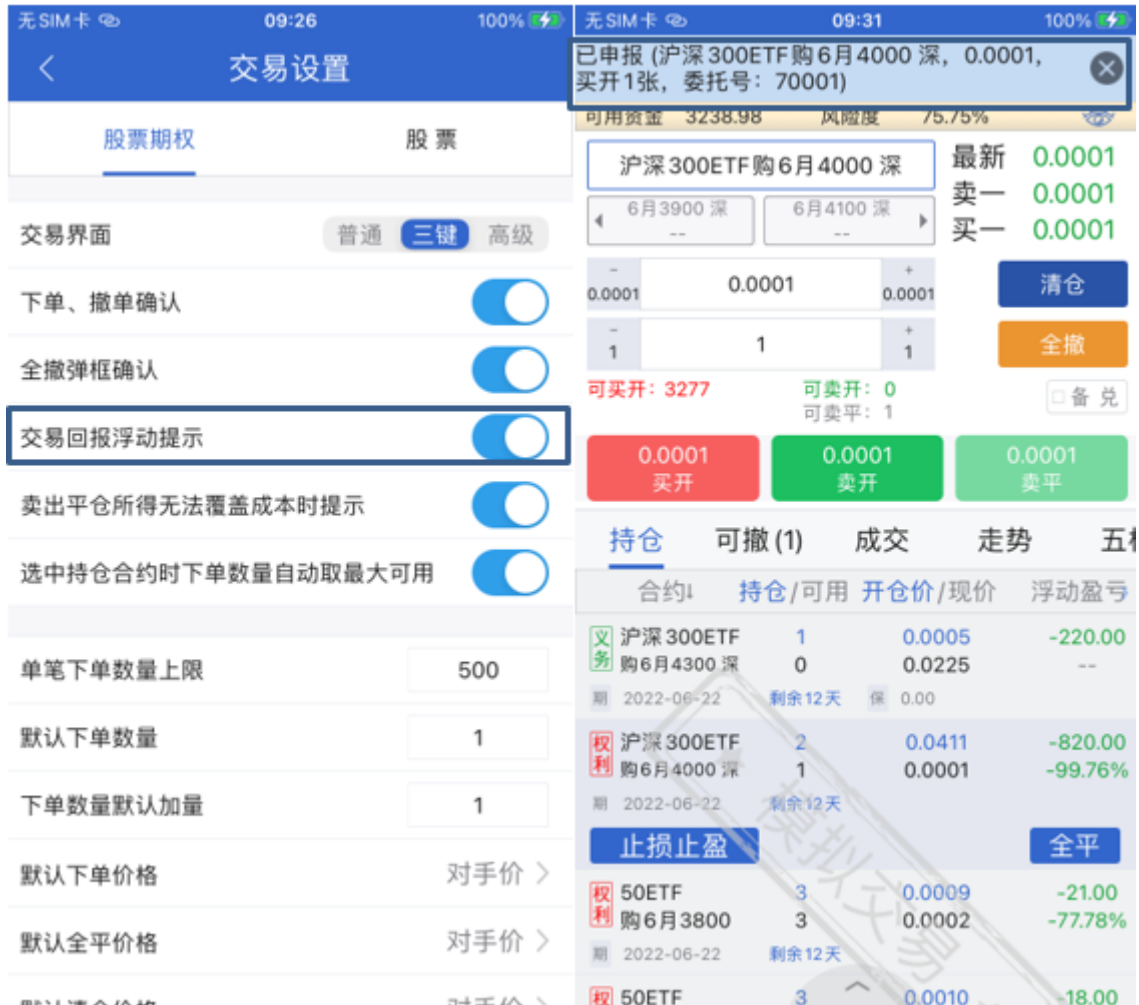 无SIM卡 09:26 100%
交易设置
股票期权 股 票
交易界面 普通 三键 高级
下单、撤单确认
全撤弹框确认
交易回报浮动提示
卖出平仓所得无法覆盖成本时提示
选中持仓合约时下单数量自动取最大可用
单笔下单数量上限 500
默认下单数量 1
下单数量默认加量 1
默认下单价格 对手价
默认全平价格 对手价
无SIM卡 09:31 100%
已申报 (沪深300ETF购6月4000 深, 0.0001,
买开1张, 委托号: 70001)
可用资金 3238.98 风险度 75.75%
沪深300ETF购6月4000 深
最新 0.0001
卖一 0.0001
买一 0.0001
6月3900 深 6月4100 深
-- --
- 0.0001 +
0.0001 0.0001
清仓
- 1 +
1 1
全撤
可买开: 3277 可卖开: 0
可卖平: 1
备 兑
0.0001 0.0001 0.0001
买开 卖开 卖平
持仓 可撤(1) 成交 走势
合约↓ 持仓/可用 开仓价/现价 浮动盈亏
义务 沪深300ETF 1 0.0005 -220.00
购6月4300 深 0 0.0225 --
期 2022-06-22 剩余12天 保 0.00
权利 沪深300ETF 2 0.0411 -820.00
购6月4000 深 1 0.0001 -99.76%
期 2022-06-22 剩余12天
止损止盈 全平
权利 50ETF 3 0.0009 -21.00
购6月3800 3 0.0002 -77.78%
期 2022-06-22 剩余12天
权 50ETF 3 0.0010 -18.00
模拟交易